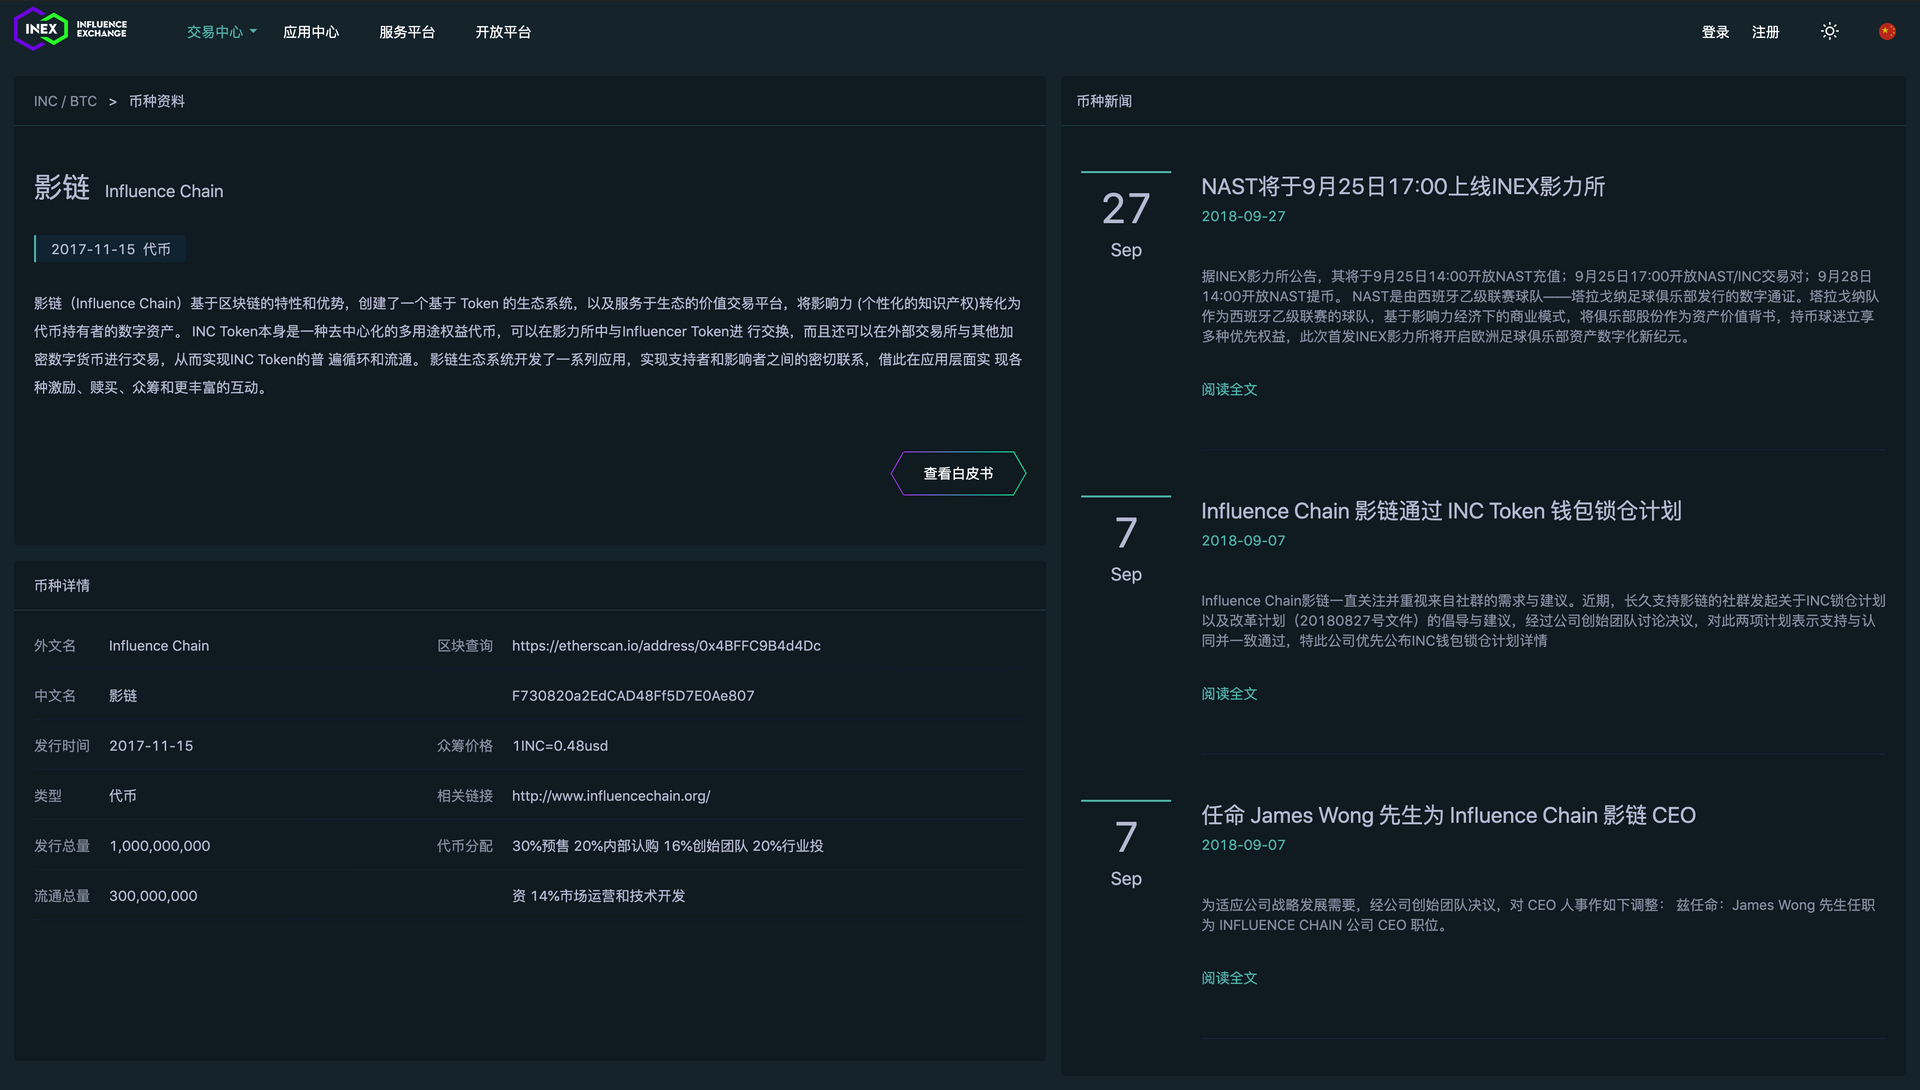 INEX INFLUENCE EXCHANGE
交易中心
应用中心
服务平台
开放平台
登录
注册
INC / BTC > 币种资料
影链 Influence Chain
2017-11-15 代币
影链（Influence Chain）基于区块链的特性和优势，创建了一个基于 Token 的生态系统，以及服务于生态的价值交易平台，将影响力 (个性化的知识产权)转化为
代币持有者的数字资产。 INC Token本身是一种去中心化的多用途权益代币，可以在影力所中与Influencer Token进 行交换，而且还可以在外部交易所与其他加
密数字货币进行交易，从而实现INC Token的普 遍循环和流通。 影链生态系统开发了一系列应用，实现支持者和影响者之间的密切联系，借此在应用层面实 现各
种激励、赎买、众筹和更丰富的互动。
查看白皮书
币种详情
外文名 Influence Chain 区块查询 https://etherscan.io/address/0x4BFFC9B4d4Dc
中文名 影链 F730820a2EdCAD48Ff5D7E0Ae807
发行时间 2017-11-15 众筹价格 1INC=0.48usd
类型 代币 相关链接 http://www.influencechain.org/
发行总量 1,000,000,000 代币分配 30%预售 20%内部认购 16%创始团队 20%行业投
流通总量 300,000,000 资 14%市场运营和技术开发
币种新闻
27
Sep
NAST将于9月25日17:00上线INEX影力所
2018-09-27
据INEX影力所公告，其将于9月25日14:00开放NAST充值；9月25日17:00开放NAST/INC交易对；9月28日
14:00开放NAST提币。 NAST是由西班牙乙级联赛球队——塔拉戈纳足球俱乐部发行的数字通证。塔拉戈纳队
作为西班牙乙级联赛的球队，基于影响力经济下的商业模式，将俱乐部股份作为资产价值背书，持币球迷立享
多种优先权益，此次首发INEX影力所将开启欧洲足球俱乐部资产数字化新纪元。
阅读全文
7
Sep
Influence Chain 影链通过 INC Token 钱包锁仓计划
2018-09-07
Influence Chain影链一直关注并重视来自社群的需求与建议。近期，长久支持影链的社群发起关于INC锁仓计划
以及改革计划（20180827号文件）的倡导与建议，经过公司创始团队讨论决议，对此两项计划表示支持与认
同并一致通过，特此公司优先公布INC钱包锁仓计划详情
阅读全文
7
Sep
任命 James Wong 先生为 Influence Chain 影链 CEO
2018-09-07
为适应公司战略发展需要，经公司创始团队决议，对 CEO 人事作如下调整： 兹任命：James Wong 先生任职
为 INFLUENCE CHAIN 公司 CEO 职位。
阅读全文